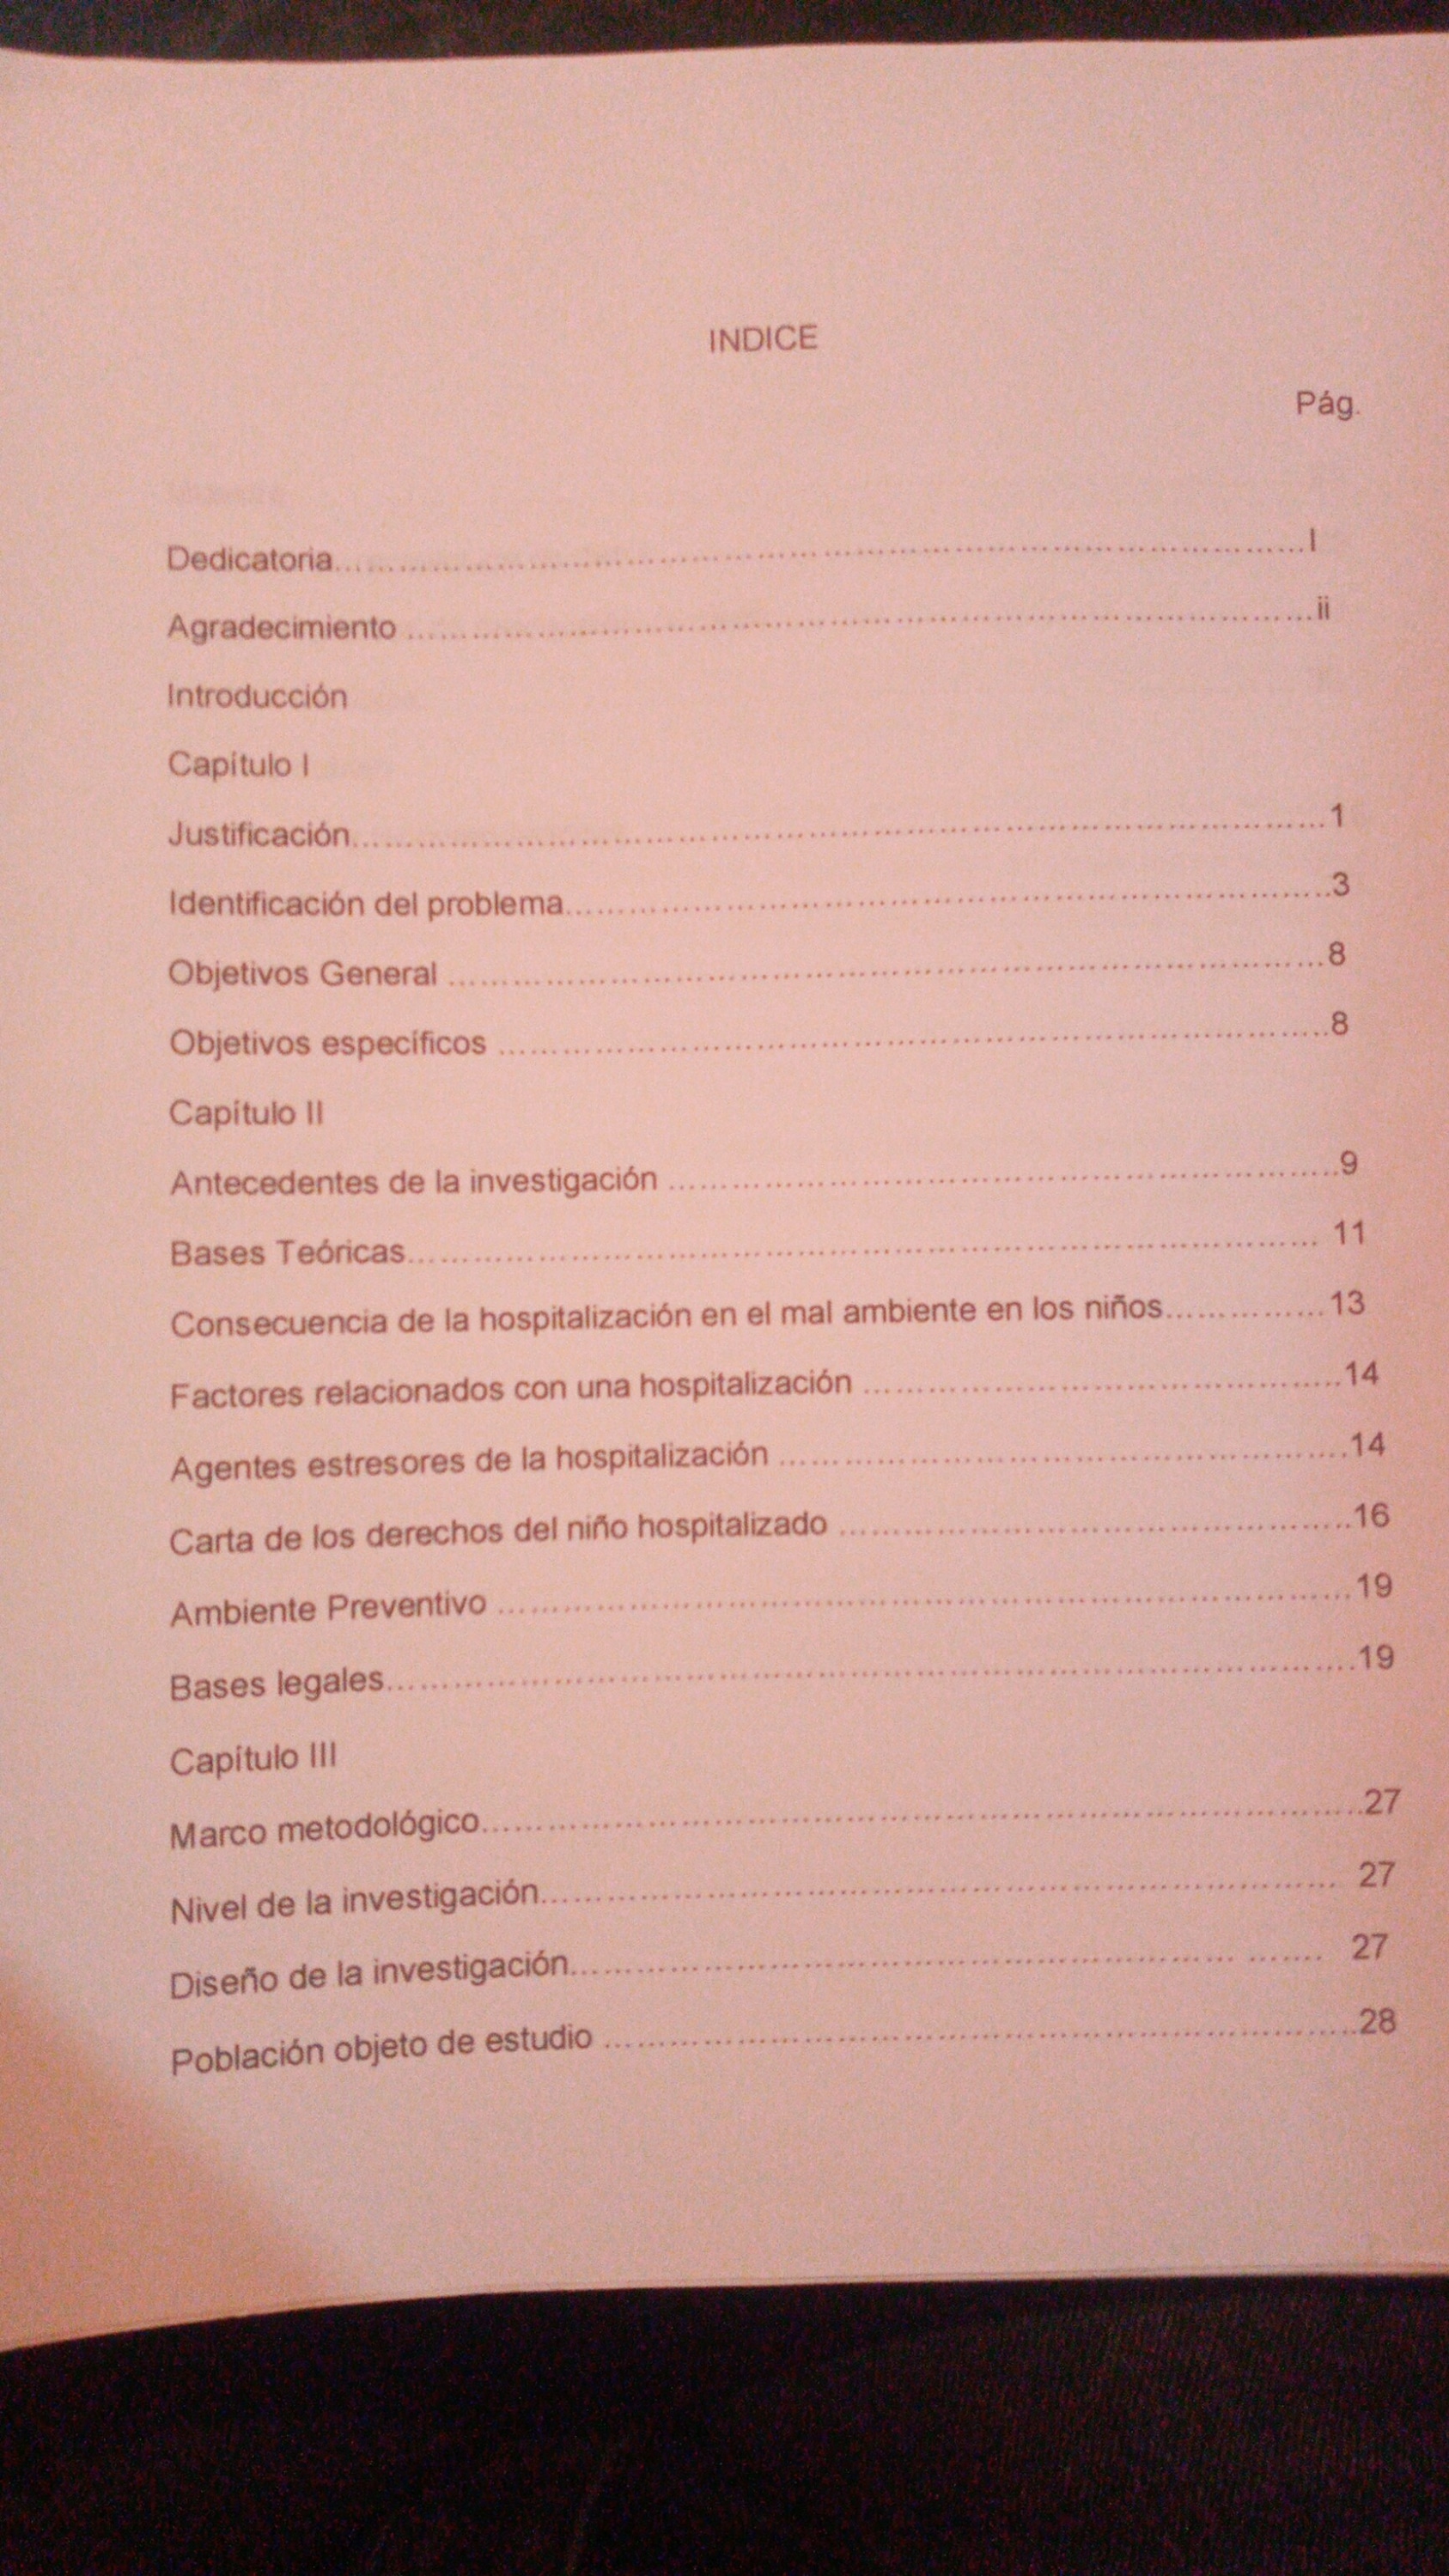 INDICE
Pág.
Dedicatoria.....................................................................................................I
Agradecimiento ..............................................................................................ii
Introducción
Capítulo I
Justificación....................................................................................................1
Identificación del problema..............................................................................3
Objetivos General ...........................................................................................8
Objetivos específicos ......................................................................................8
Capítulo II
Antecedentes de la investigación .....................................................................9
Bases Teóricas............................................................................................. 11
Consecuencia de la hospitalización en el mal ambiente en los niños................13
Factores relacionados con una hospitalización ................................................14
Agentes estresores de la hospitalización .........................................................14
Carta de los derechos del niño hospitalizado ...................................................16
Ambiente Preventivo ......................................................................................19
Bases legales.................................................................................................19
Capítulo III
Marco metodológico........................................................................................27
Nivel de la investigación................................................................................. 27
Diseño de la investigación.................................................................... ....... 27
Población objeto de estudio ............................................................................28